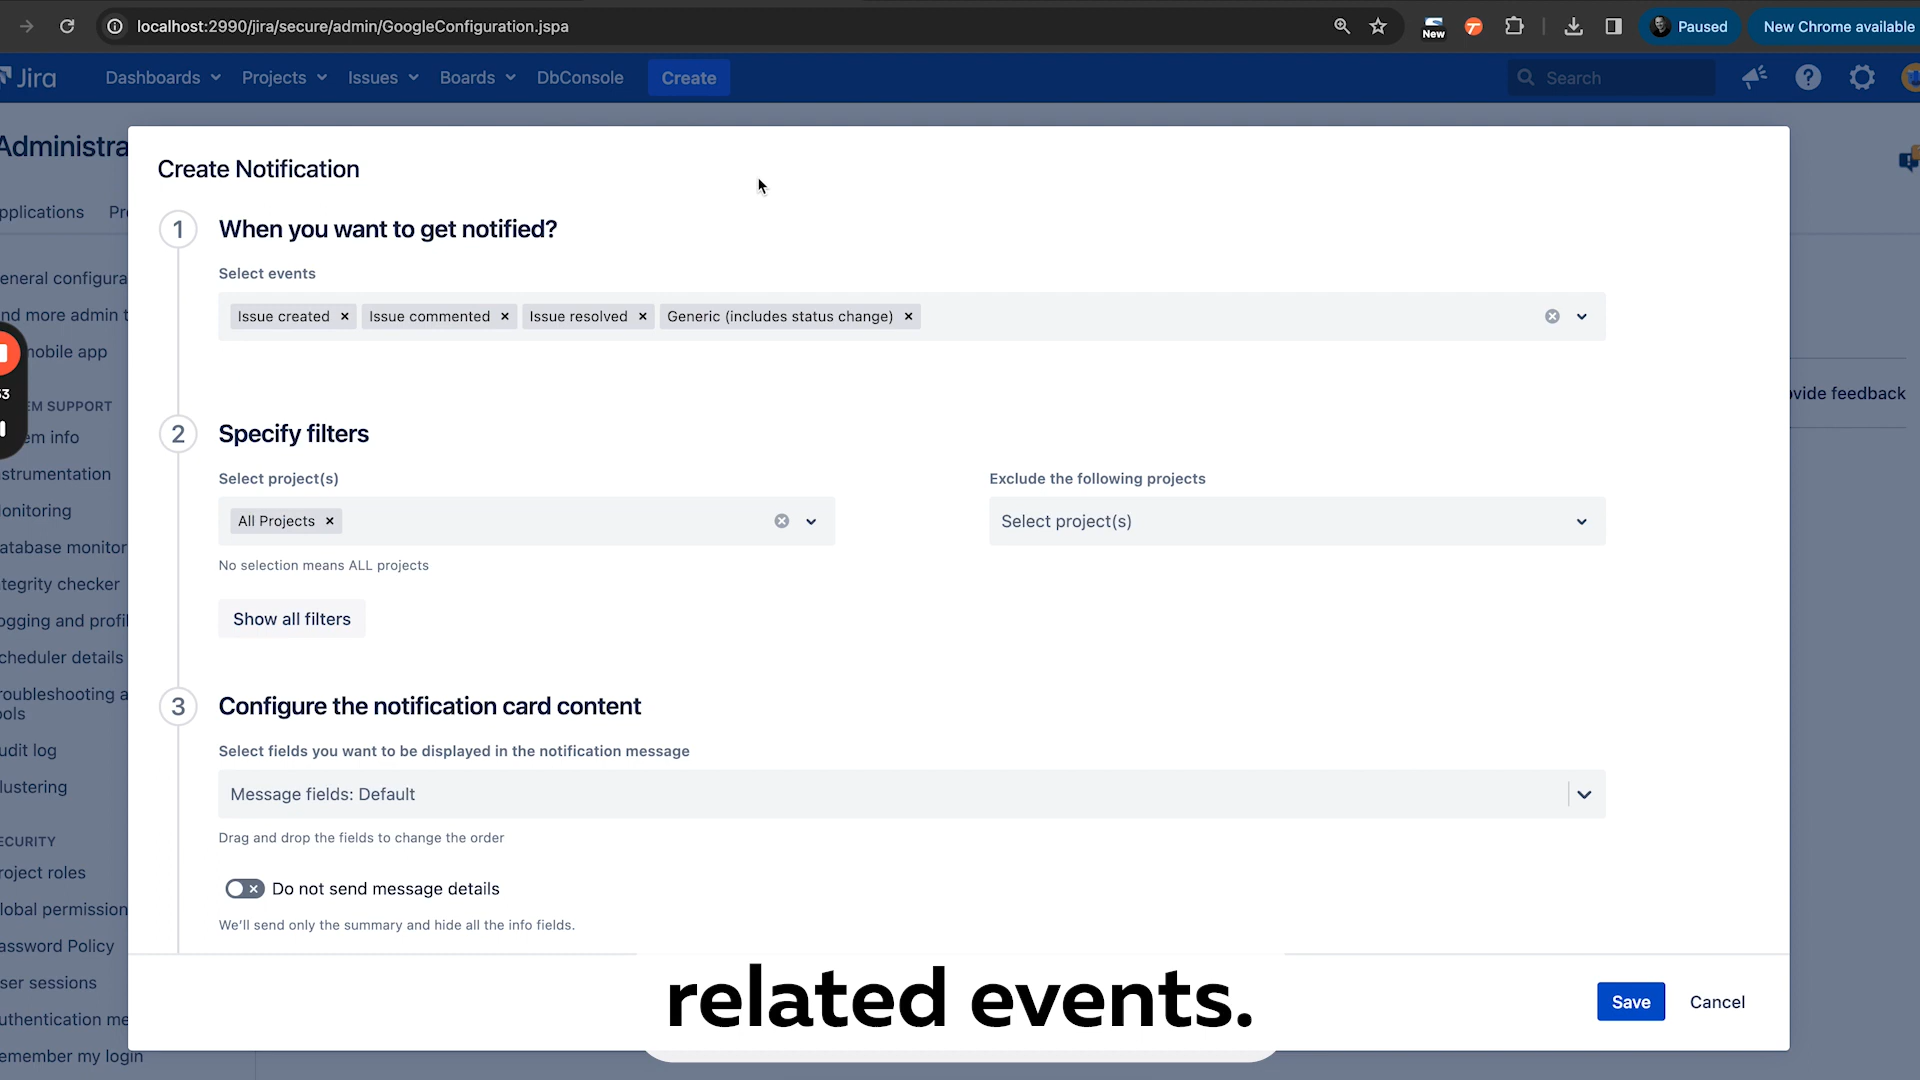 localhost:2990/jira/secure/admin/GoogleConfiguration.jspa
New
Paused
New Chrome available
Jira
Dashboards
Projects
Issues
Boards
DbConsole
Create
Search
Administra
pplications
Pr
eneral configura
nd more admin t
mobile app
EM SUPPORT
em info
strumentation
onitoring
atabase monitor
tegrity checker
ogging and profil
cheduler details
roubleshooting a
ools
udit log
lustering
ECURITY
roject roles
lobal permission
assword Policy
ser sessions
uthentication me
emember my login
Create Notification
1
When you want to get notified?
Select events
Issue created
Issue commented
Issue resolved
Generic (includes status change)
2
Specify filters
Select project(s)
Exclude the following projects
All Projects
Select project(s)
No selection means ALL projects
Show all filters
3
Configure the notification card content
Select fields you want to be displayed in the notification message
Message fields: Default
Drag and drop the fields to change the order
Do not send message details
We'll send only the summary and hide all the info fields.
Save
Cancel
vide feedback
related events.